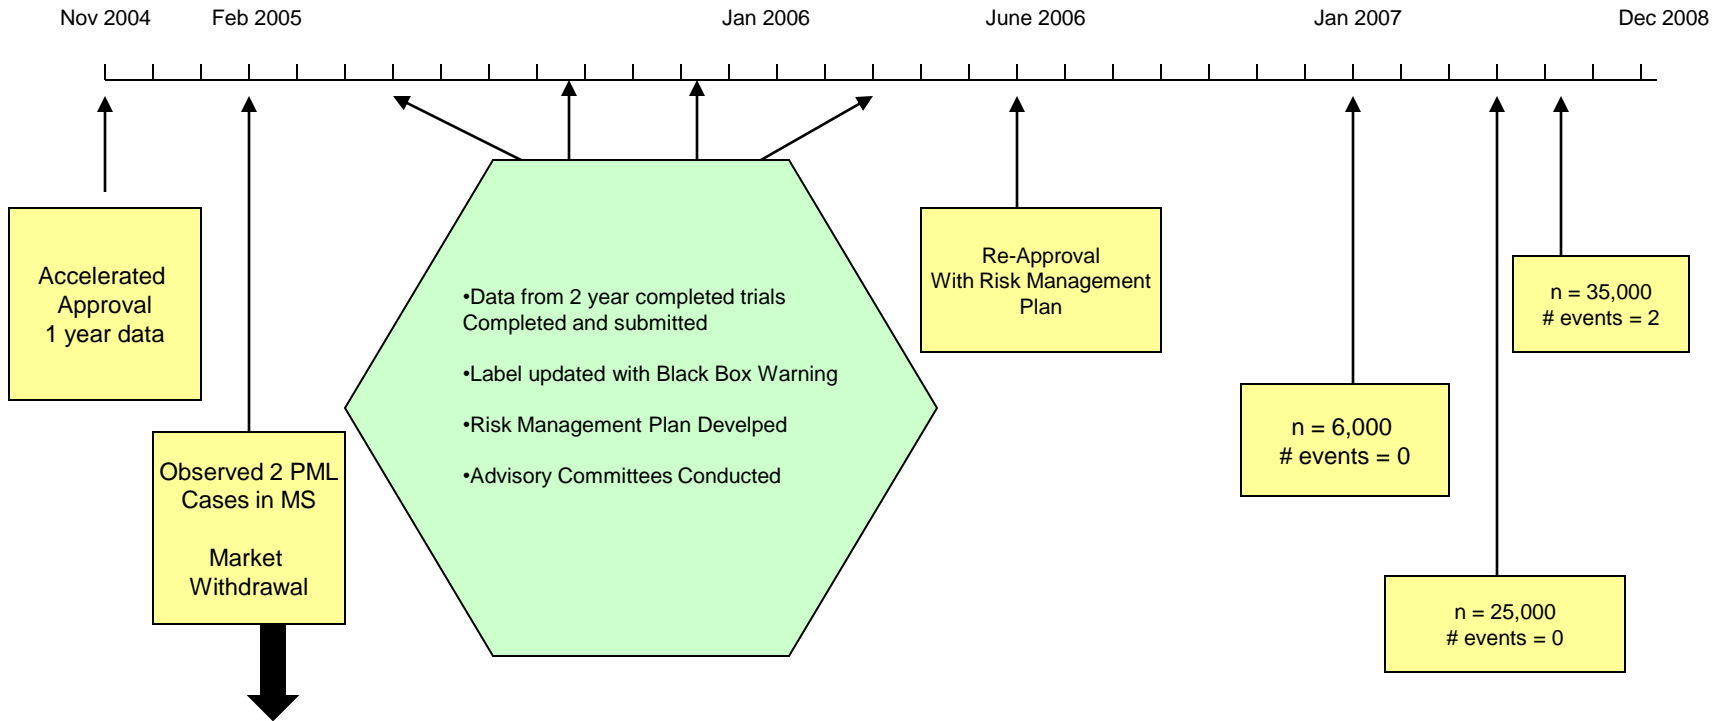 Nov 2004
Feb 2005
Jan 2006
June 2006
Jan 2007
Dec 2008
Accelerated
Approval
1 year data
Observed 2 PML
Cases in MS
Market
Withdrawal
•Data from 2 year completed trials
Completed and submitted
•Label updated with Black Box Warning
•Risk Management Plan Develped
•Advisory Committees Conducted
Re-Approval
With Risk Management
Plan
n = 6,000
# events = 0
n = 25,000
# events = 0
n = 35,000
# events = 2